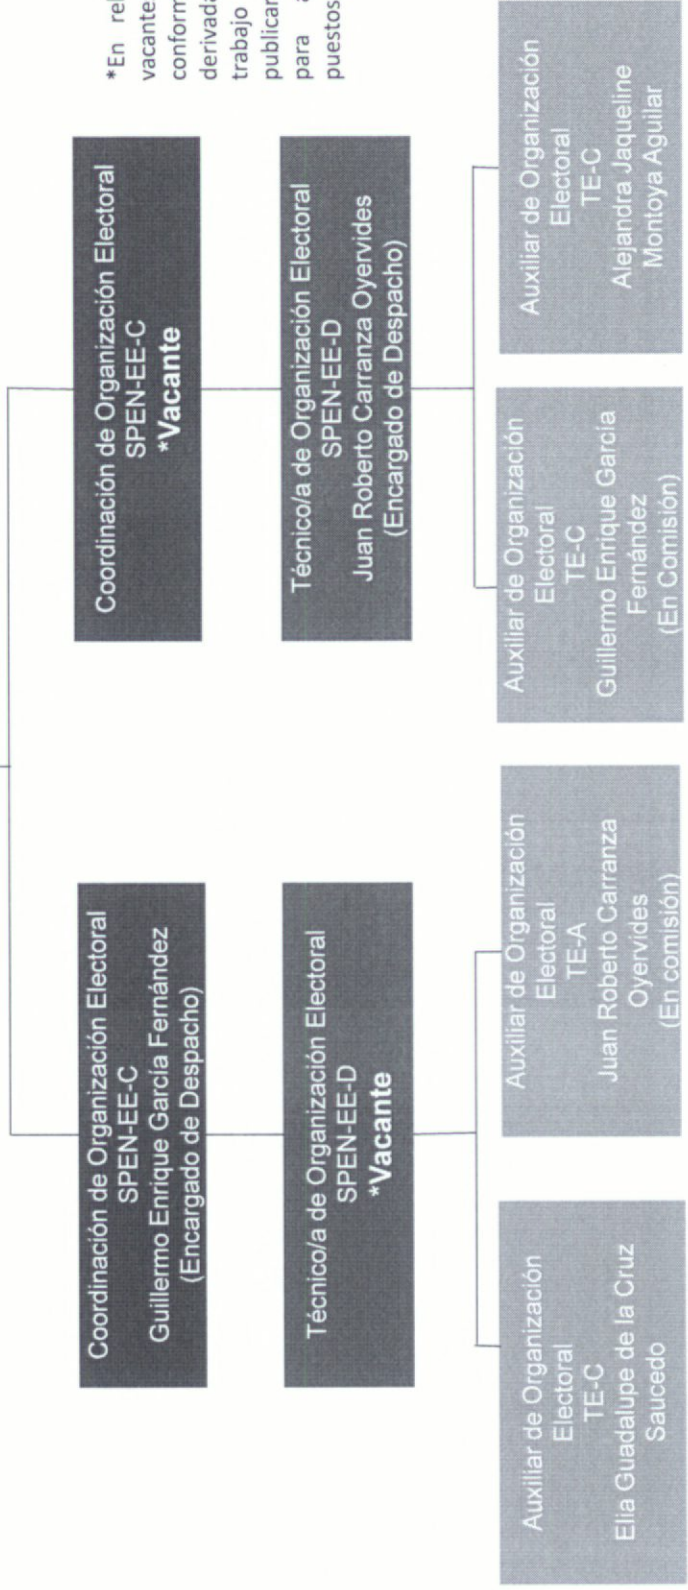 Coordinación de Organización Electoral
SPEN-EE-C
Guillermo Enrique García Fernández
(Encargado de Despacho)
Coordinación de Organización Electoral
SPEN-EE-C
*Vacante
*En rel
vacante
conform
derivada
trabajo
publicar
para a
puestos
Técnico/a de Organización Electoral
SPEN-EE-D
*Vacante
Técnico/a de Organización Electoral
SPEN-EE-D
Juan Roberto Carranza Oyervides
(Encargado de Despacho)
Auxiliar de Organización
Electoral
TE-C
Elia Guadalupe de la Cruz
Saucedo
Auxiliar de Organización
Electoral
TE-A
Juan Roberto Carranza
Oyervides
(En comisión)
Auxiliar de Organización
Electoral
TE-C
Guillermo Enrique García
Fernández
(En Comisión)
Auxiliar de Organización
Electoral
TE-C
Alejandra Jaqueline
Montoya Aguilar